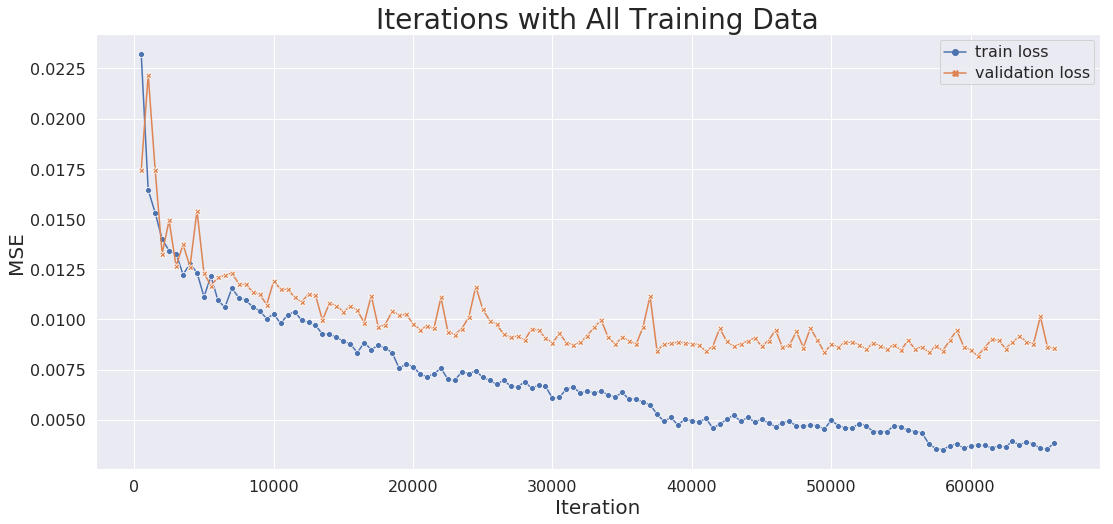 Iterations with All Training Data
train loss
validation loss
MSE
0.0225
0.0200
0.0175
0.0150
0.0125
0.0100
0.0075
0.0050
0 10000 20000 30000 40000 50000 60000
Iteration